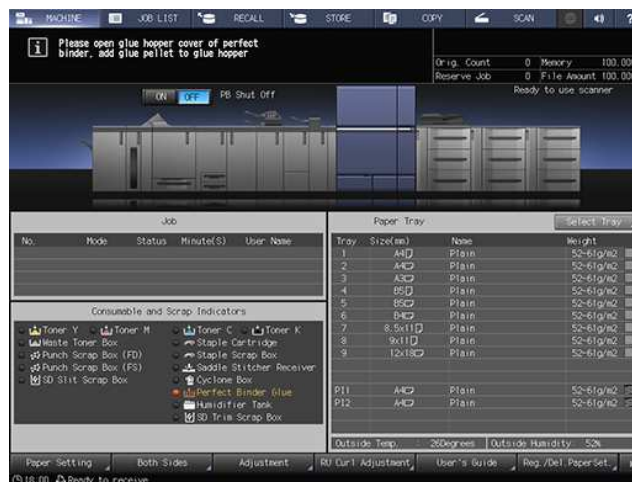 MACHINE JOB LIST RECALL STORE COPY SCAN ?
i Please open glue hopper cover of perfect
binder, add glue pellet to glue hopper
Orig. Count 0 Memory 100.00
Reserve Job 0 File Amount 100.00
ON OFF PB Shut Off Ready to use scanner
Job
No. Mode Status Minute(S) User Name
Consumable and Scrap Indicators
Toner Y Toner M Toner C Toner K
Waste Toner Box Staple Cartridge
Punch Scrap Box (FD) Staple Scrap Box
Punch Scrap Box (FS) Saddle Stitcher Receiver
SD Slit Scrap Box Cyclone Box
Perfect Binder Glue
Humidifier Tank
SD Trim Scrap Box
Paper Tray Select Tray
Tray Size(mm) Name Weight
1 A4 Plain 52-61g/m2
2 A4 Plain 52-61g/m2
3 A3 Plain 52-61g/m2
4 B5 Plain 52-61g/m2
5 B5 Plain 52-61g/m2
6 B4 Plain 52-61g/m2
7 8.5x11 Plain 52-61g/m2
8 9x11 Plain 52-61g/m2
9 12x18 Plain 52-61g/m2
PI1 A4 Plain 52-61g/m2
PI2 A4 Plain 52-61g/m2
Outside Temp. : 26Degrees Outside Humidity 52%
Paper Setting Both Sides Adjustment RU Curl Adjustment User's Guide Reg./Del.PaperSet.
18:00 Ready to receive